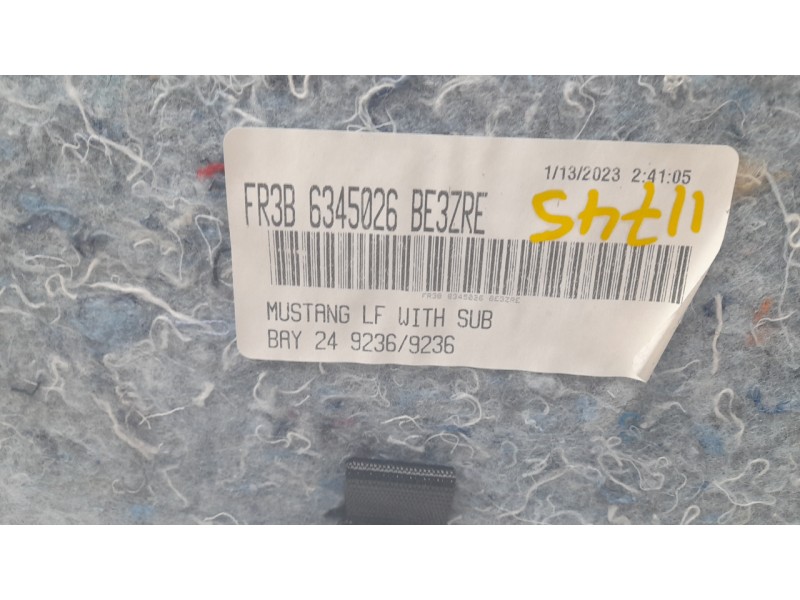 1/13/2023 2:41:05
FR3B 6345026 BE3ZRE
11745
FR3B 6345026 BE3ZRE
MUSTANG LF WITH SUB
BAY 24 9236/9236